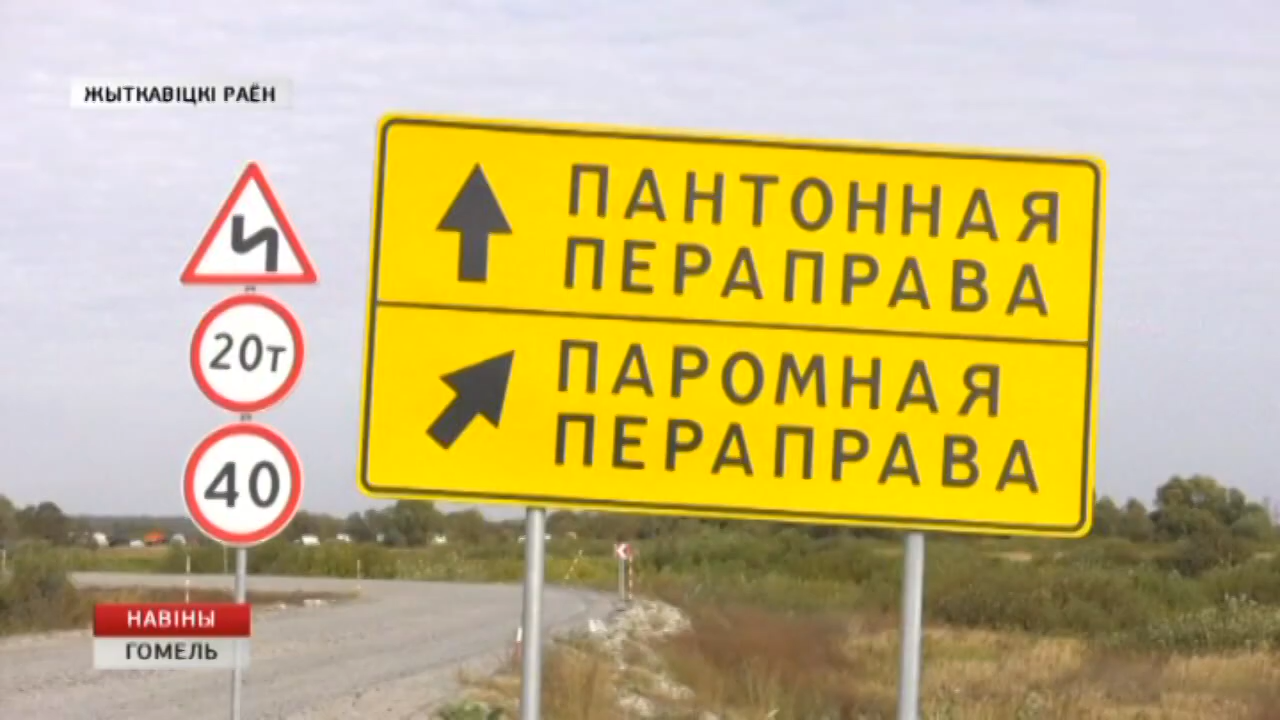 ЖЫТКАВІЦКІ РАЁН
ПАНТОННАЯ
ПЕРАПРАВА
ПАРОМНАЯ
ПЕРАПРАВА
20т
40
НАВІНЫ
ГОМЕЛЬ